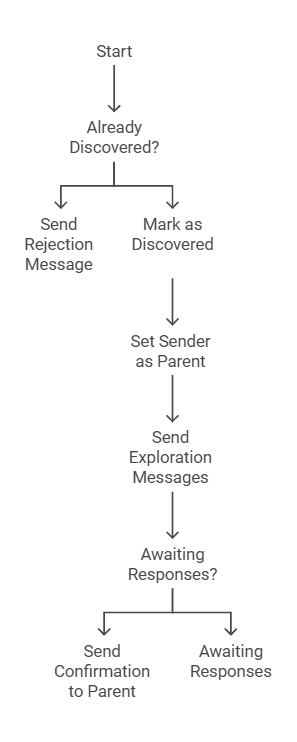 Start
Already
Discovered?
Send
Rejection
Message
Mark as
Discovered
Set Sender
as Parent
Send
Exploration
Messages
Awaiting
Responses?
Send
Confirmation
to Parent
Awaiting
Responses